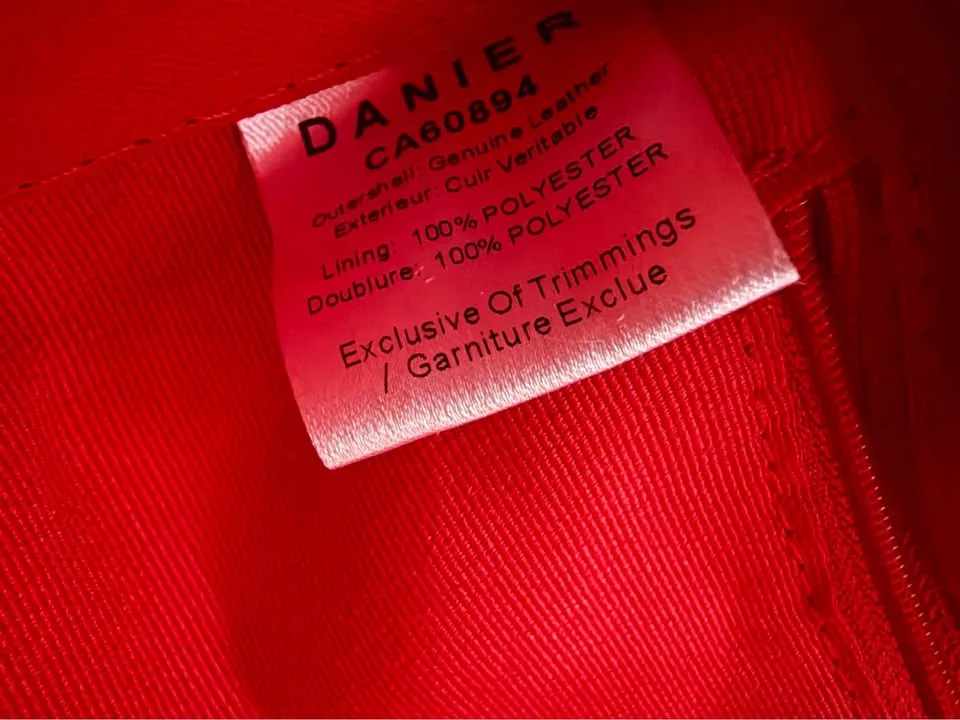 DANIER
CA60894
Outershell: Genuine Leather
Exterieur: Cuir Veritable
Lining: 100% POLYESTER
Doublure: 100% POLYESTER
Exclusive Of Trimmings
/ Garniture Exclue